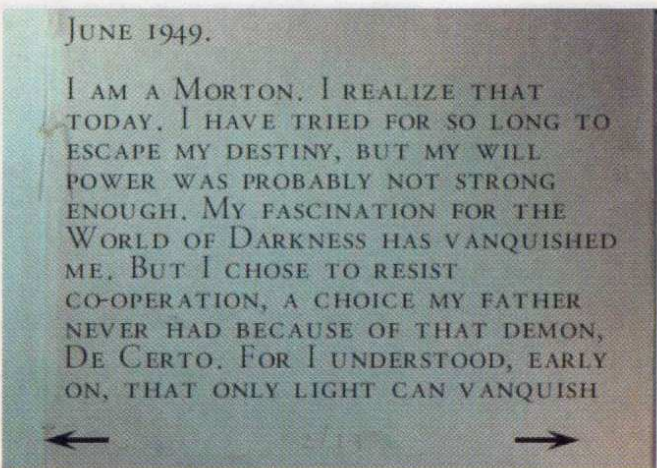 JUNE 1949.
I AM A MORTON. I REALIZE THAT
TODAY. I HAVE TRIED FOR SO LONG TO
ESCAPE MY DESTINY, BUT MY WILL
POWER WAS PROBABLY NOT STRONG
ENOUGH. MY FASCINATION FOR THE
WORLD OF DARKNESS HAS VANQUISHED
ME. BUT I CHOSE TO RESIST
CO-OPERATION, A CHOICE MY FATHER
NEVER HAD BECAUSE OF THAT DEMON,
DE CERTO. FOR I UNDERSTOOD, EARLY
ON, THAT ONLY LIGHT CAN VANQUISH